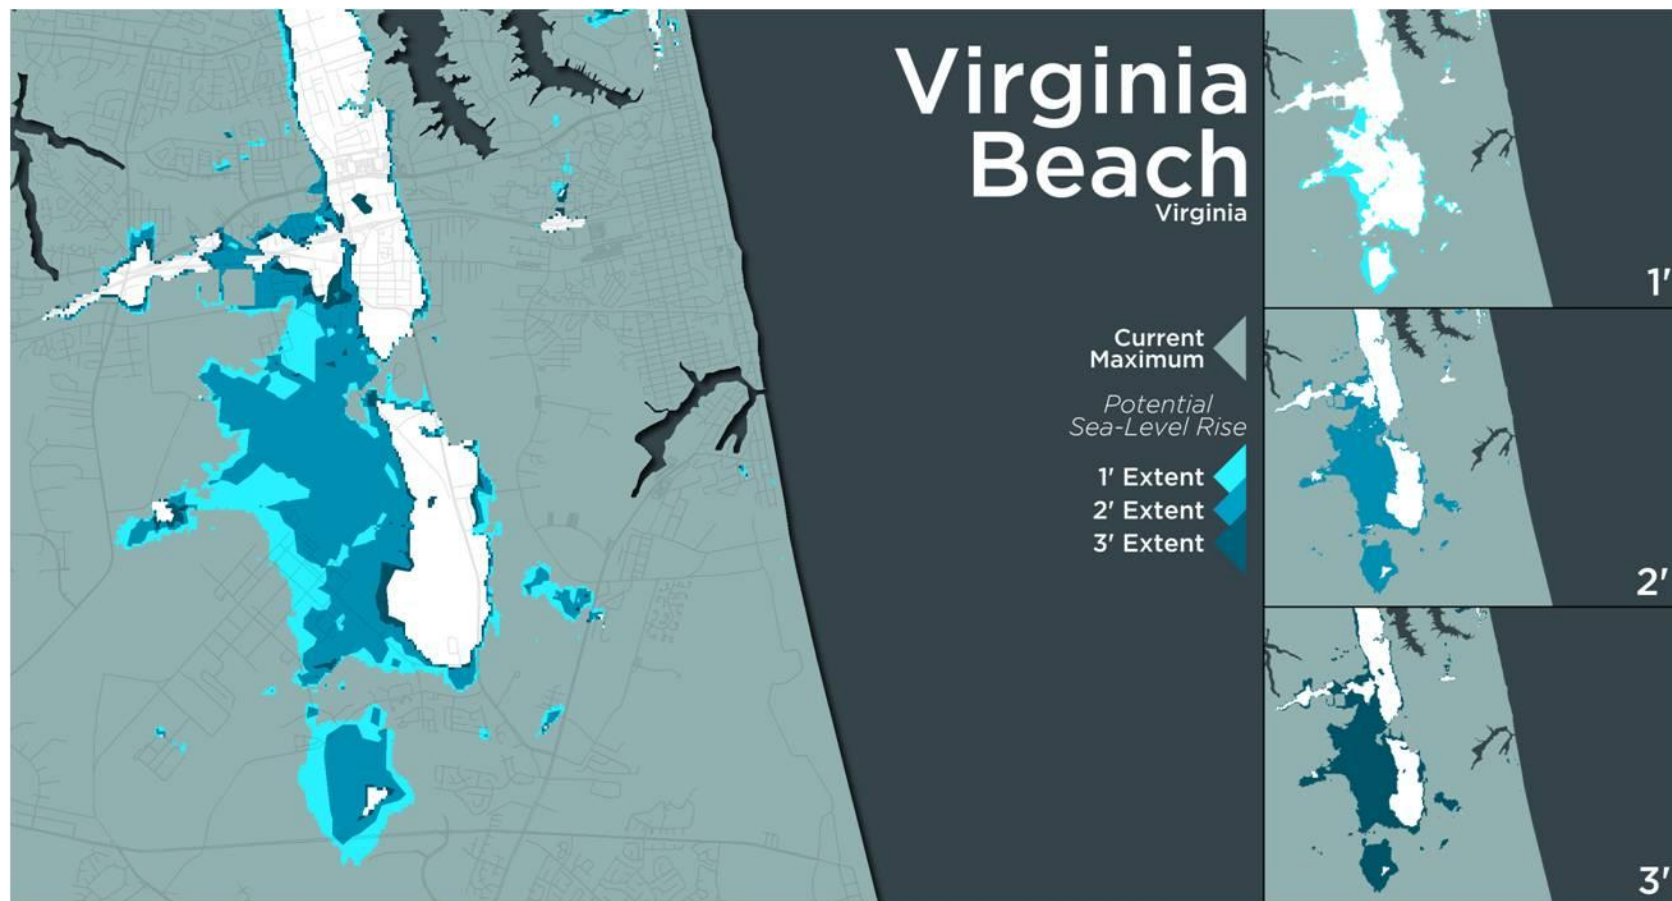 Virginia
Beach
Virginia
Current
Maximum
Potential
Sea-Level Rise
1' Extent
2' Extent
3' Extent
1'
2'
3'